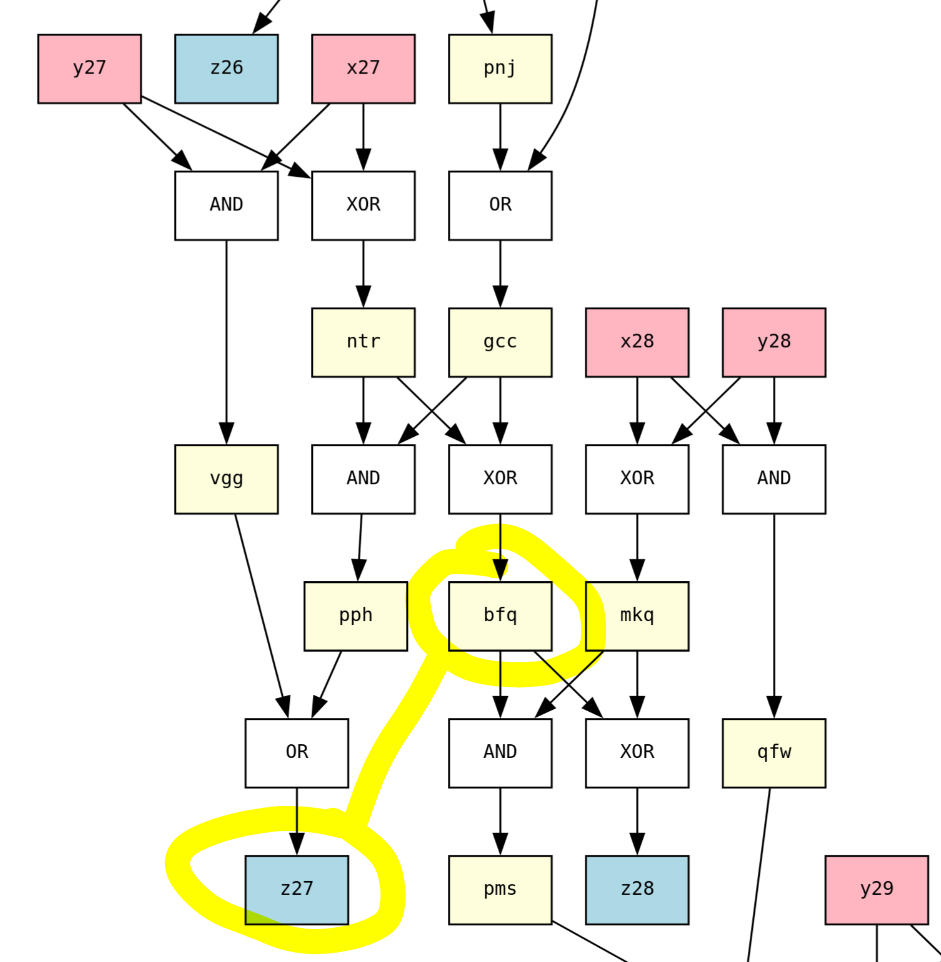 y27 z26 x27 pnj
AND XOR OR
ntr gcc x28 y28
vgg AND XOR XOR AND
pph bfq mkq
OR AND XOR qfw
z27 pms z28 y29